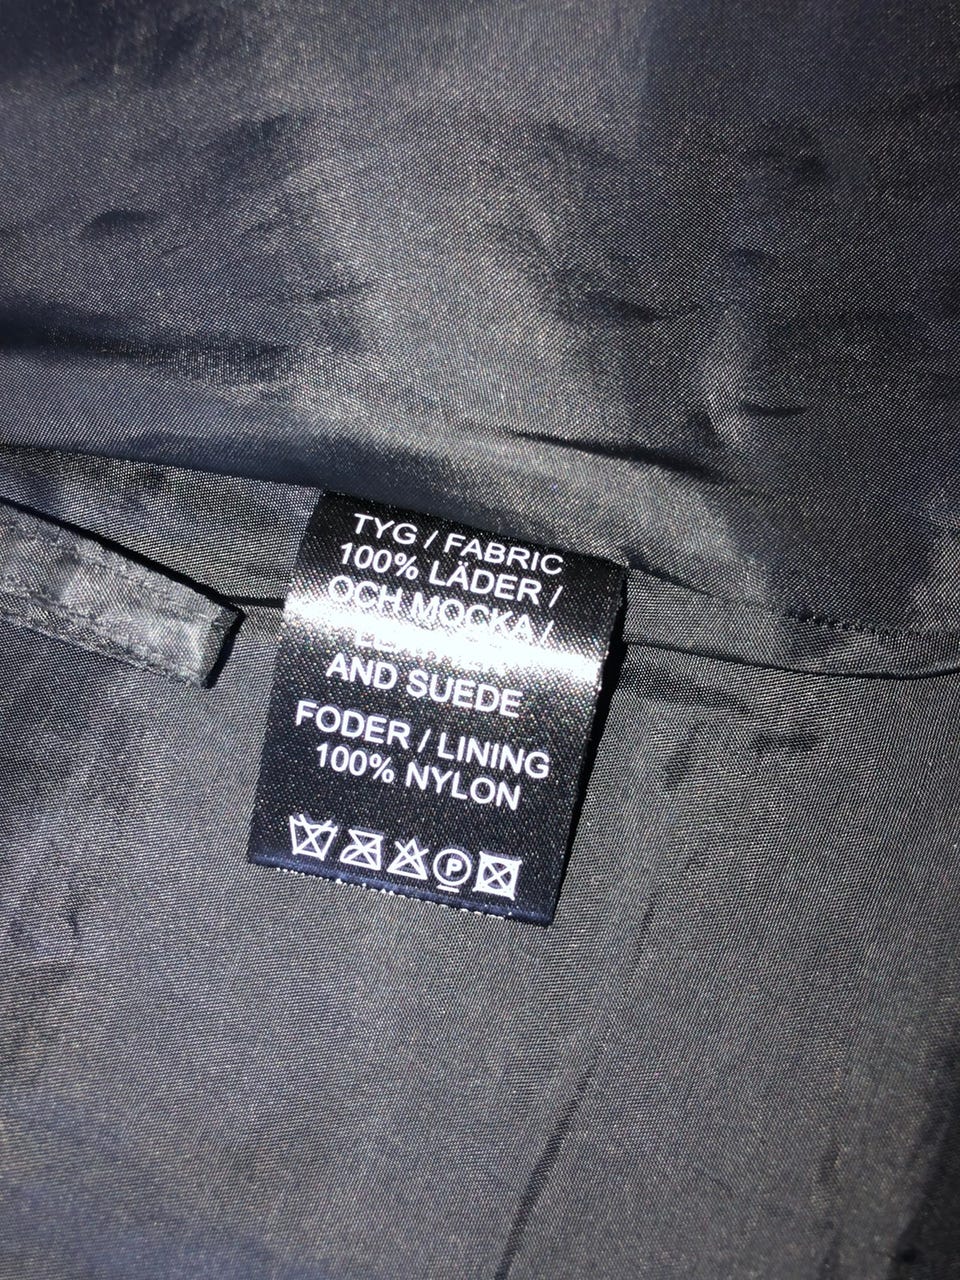 TYG / FABRIC
100% LÄDER /
OCH MOCKA /
AND SUEDE
FODER / LINING
100% NYLON
P